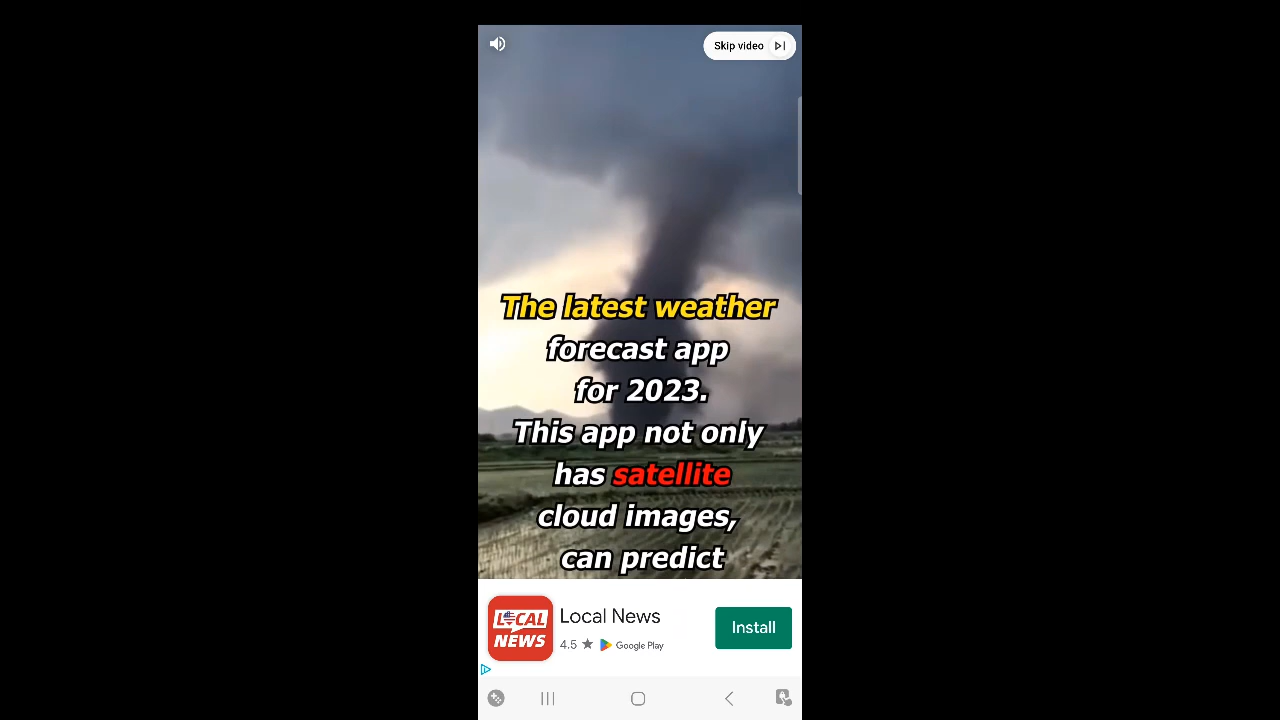 Skip video
The latest weather
forecast app
for 2023.
This app not only
has satellite
cloud images,
can predict
LOCAL
NEWS
Local News
4.5 ★ Google Play
Install